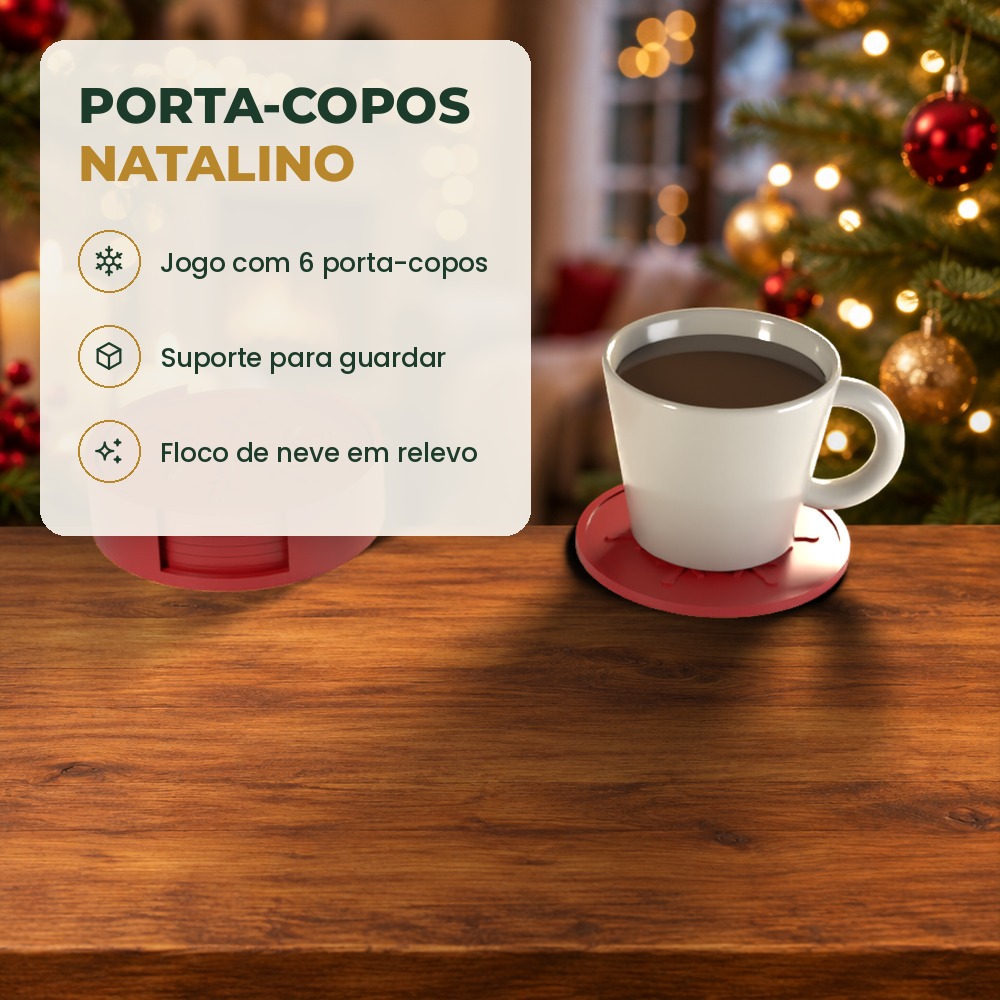 PORTA-COPOS
NATALINO
Jogo com 6 porta-copos
Suporte para guardar
Floco de neve em relevo